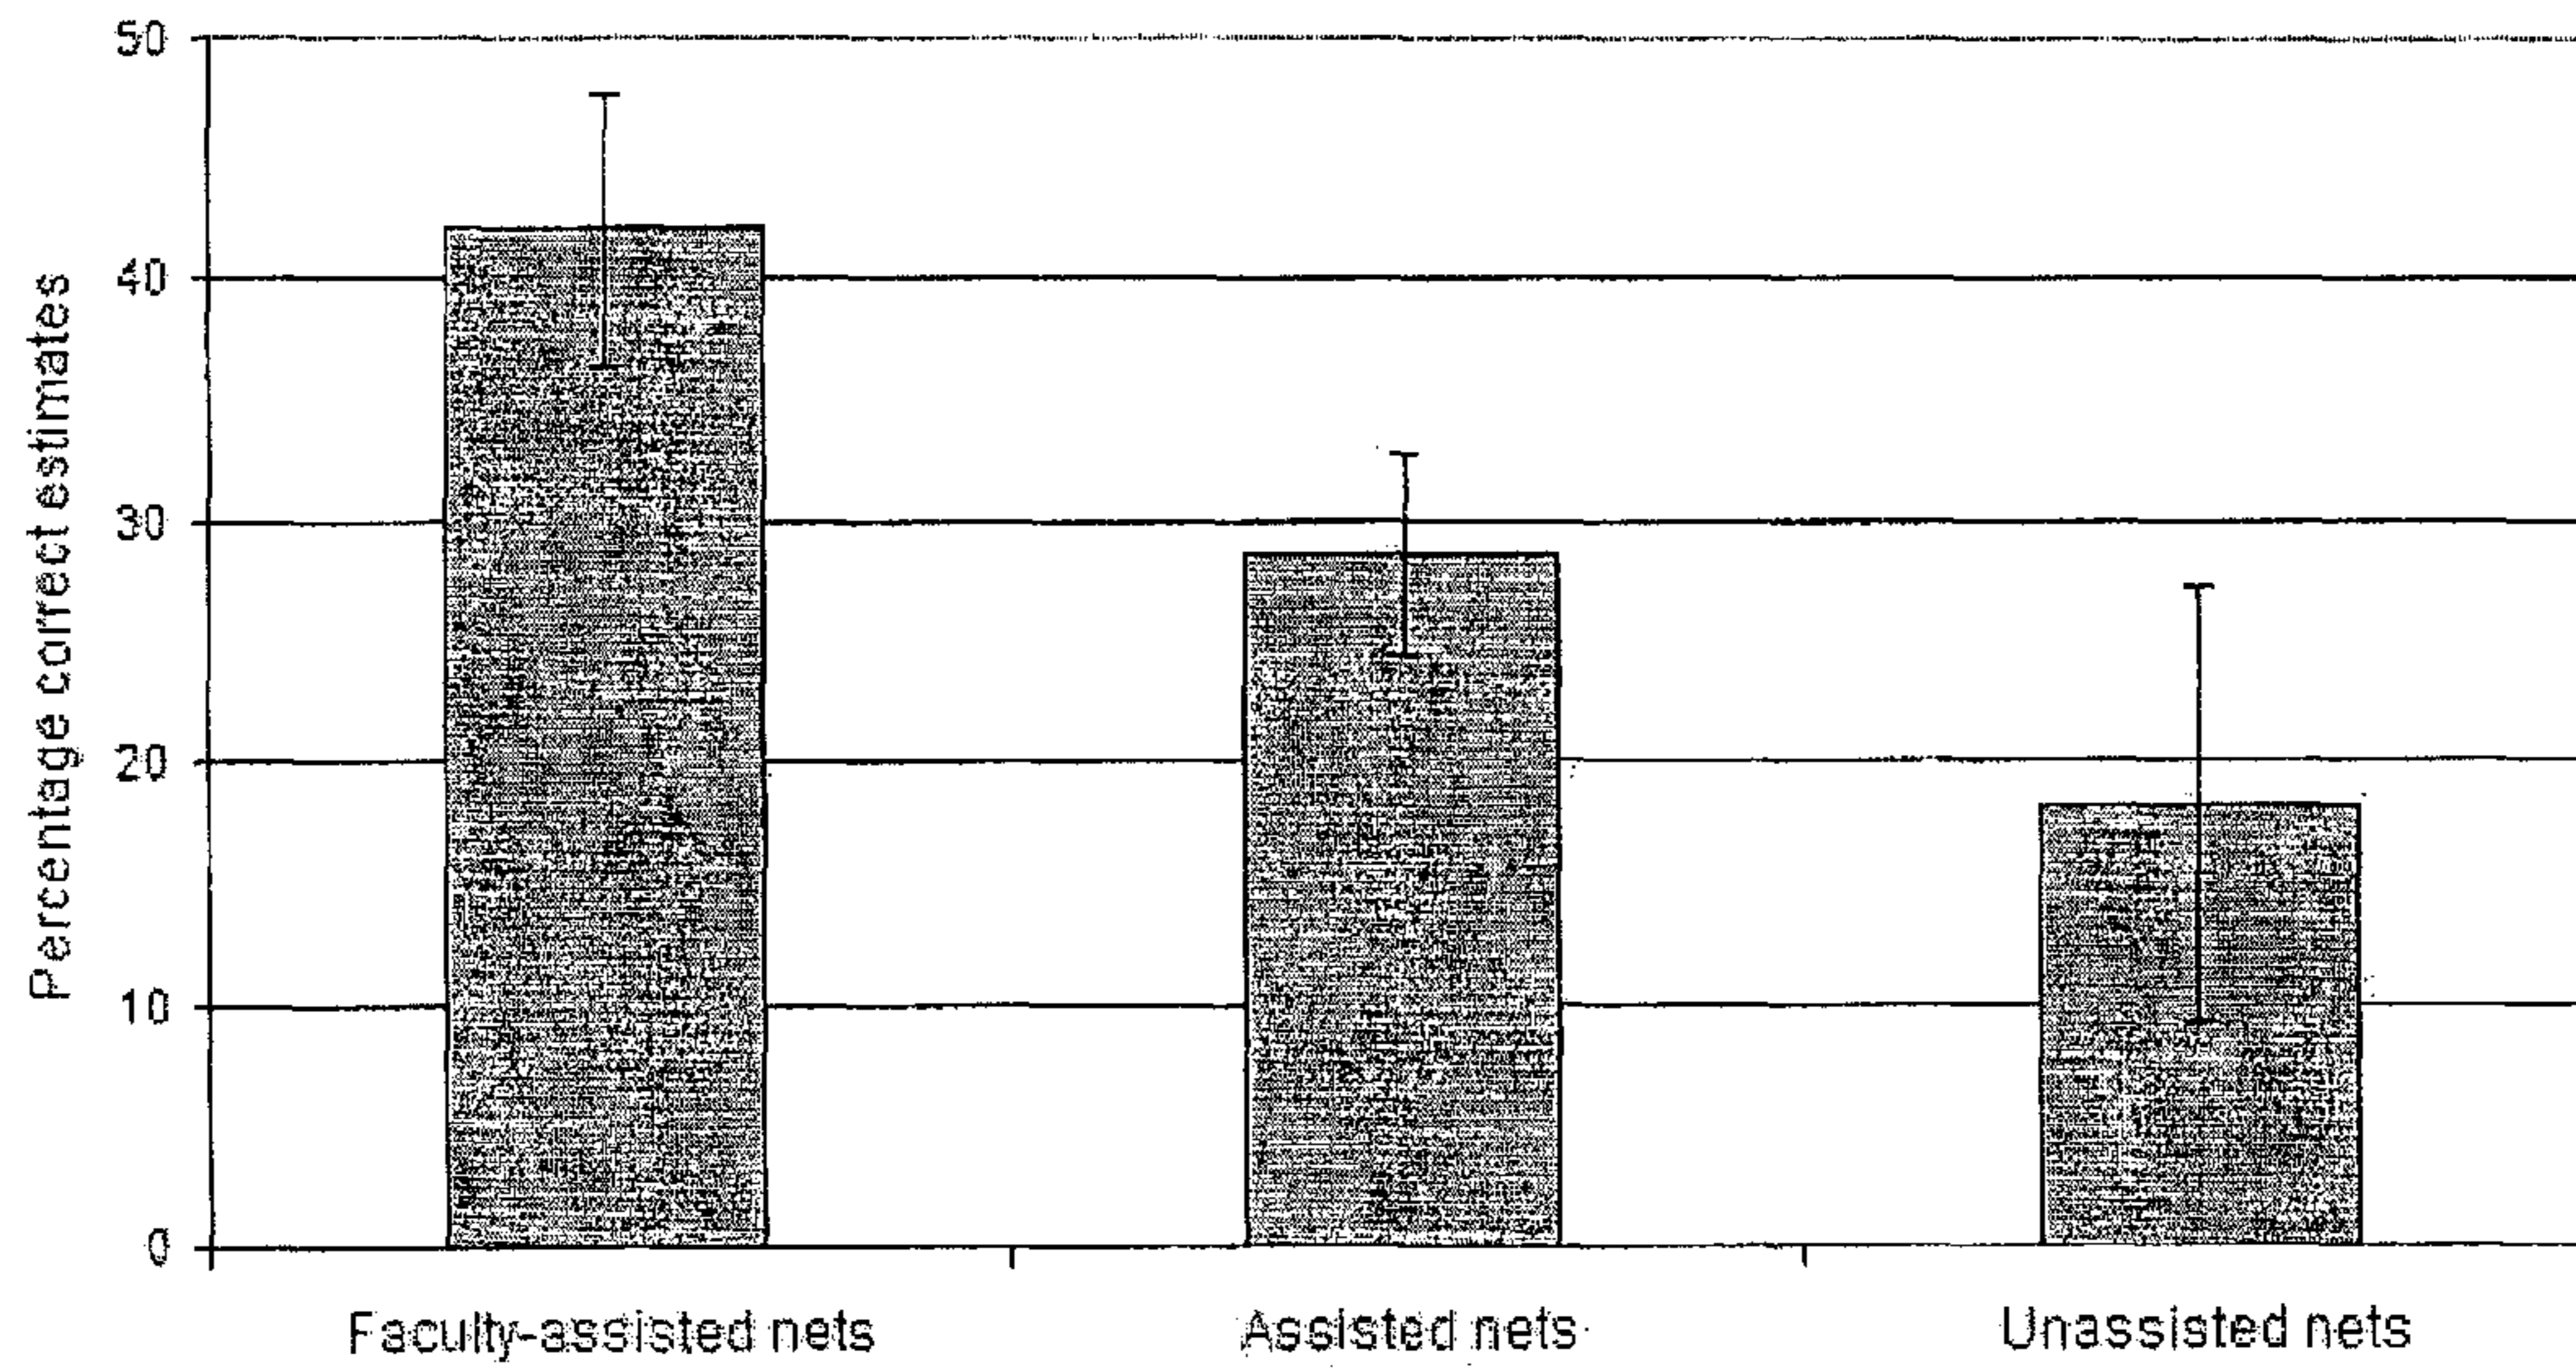 Percentage correct estimates
50
40
30
20
10
0
Faculty-assisted nets
Assisted nets
Unassisted nets